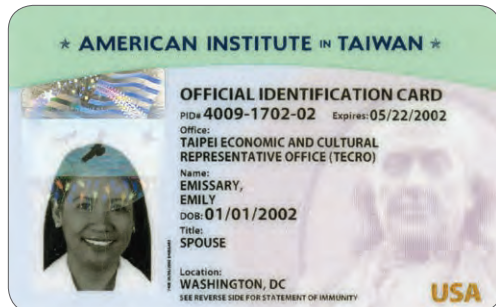 ★ AMERICAN INSTITUTE IN TAIWAN ★
OFFICIAL IDENTIFICATION CARD
PID# 4009-1702-02 Expires: 05/22/2002
Office:
TAIPEI ECONOMIC AND CULTURAL
REPRESENTATIVE OFFICE (TECRO)
Name:
EMISSARY,
EMILY
DOB: 01/01/2002
Title:
SPOUSE
Location:
WASHINGTON, DC
SEE REVERSE SIDE FOR STATEMENT OF IMMUNITY
USA